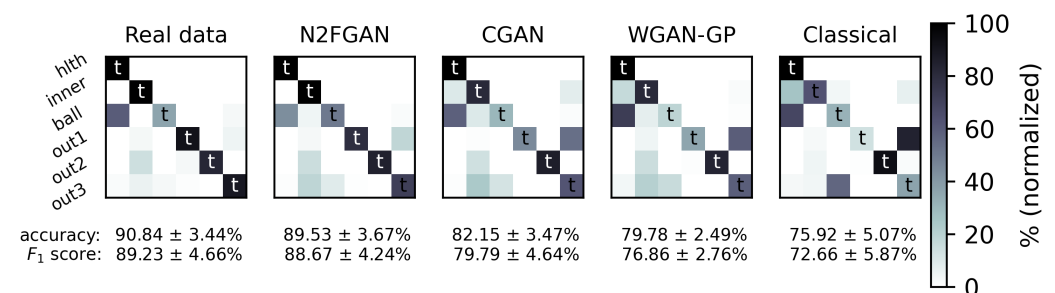 Real data N2FGAN CGAN WGAN-GP Classical
hlth t t t t t
inner t t t t t
ball t t t t t
out1 t t t t t
out2 t t t t t
out3 t t t t t
accuracy: 90.84 ± 3.44% 89.53 ± 3.67% 82.15 ± 3.47% 79.78 ± 2.49% 75.92 ± 5.07%
F1 score: 89.23 ± 4.66% 88.67 ± 4.24% 79.79 ± 4.64% 76.86 ± 2.76% 72.66 ± 5.87%
100
80
60
40
20
0
% (normalized)